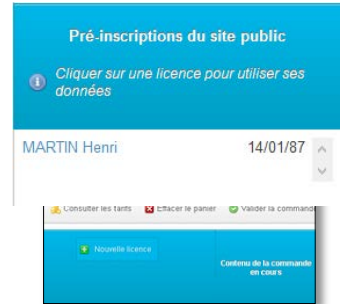 Pré-inscriptions du site public
Cliquer sur une licence pour utiliser ses
données
MARTIN Henri 14/01/87
Consulter les tarifs Effacer le panier Valider la commande
Nouvelle licence
Contenu de la commande
en cours